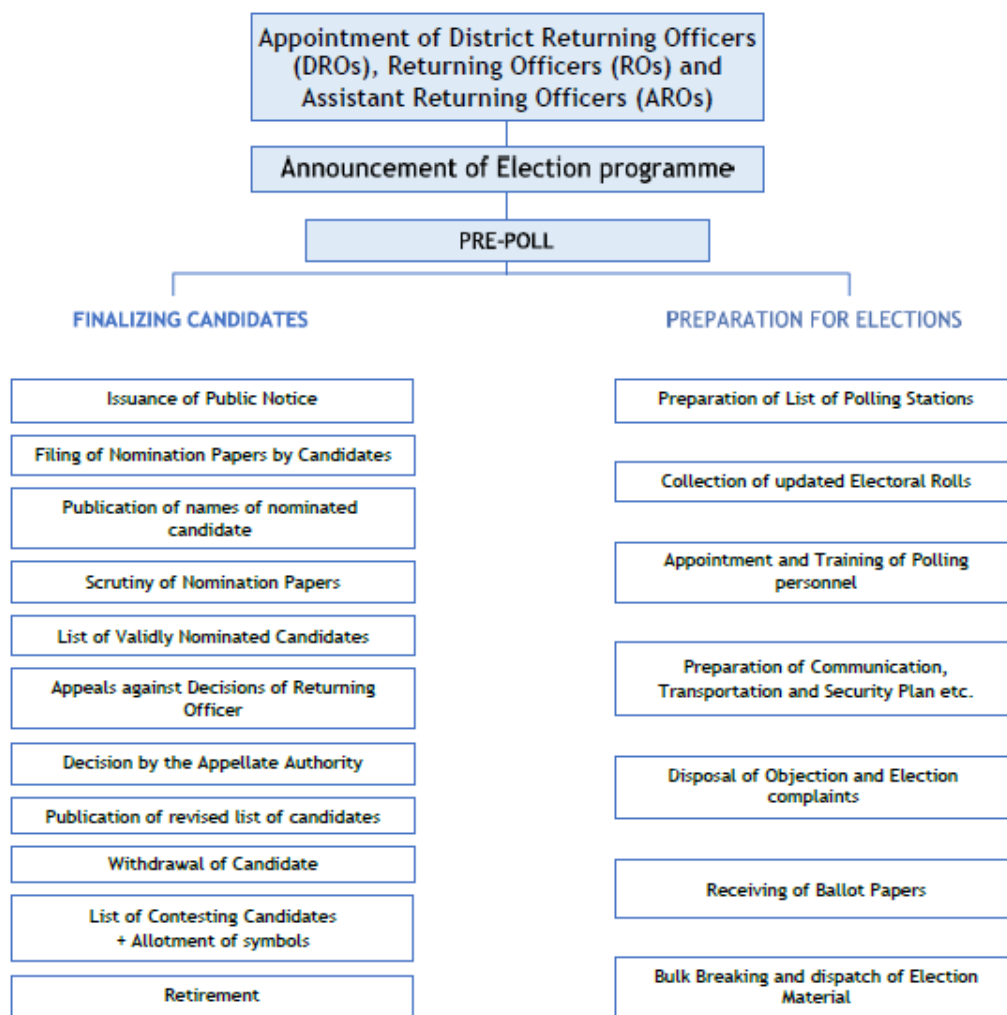 Appointment of District Returning Officers
(DROs), Returning Officers (ROs) and
Assistant Returning Officers (AROs)
Announcement of Election programme
PRE-POLL
FINALIZING CANDIDATES
Issuance of Public Notice
Filing of Nomination Papers by Candidates
Publication of names of nominated
candidate
Scrutiny of Nomination Papers
List of Validly Nominated Candidates
Appeals against Decisions of Returning
Officer
Decision by the Appellate Authority
Publication of revised list of candidates
Withdrawal of Candidate
List of Contesting Candidates
+ Allotment of symbols
Retirement
PREPARATION FOR ELECTIONS
Preparation of List of Polling Stations
Collection of updated Electoral Rolls
Appointment and Training of Polling
personnel
Preparation of Communication,
Transportation and Security Plan etc.
Disposal of Objection and Election
complaints
Receiving of Ballot Papers
Bulk Breaking and dispatch of Election
Material